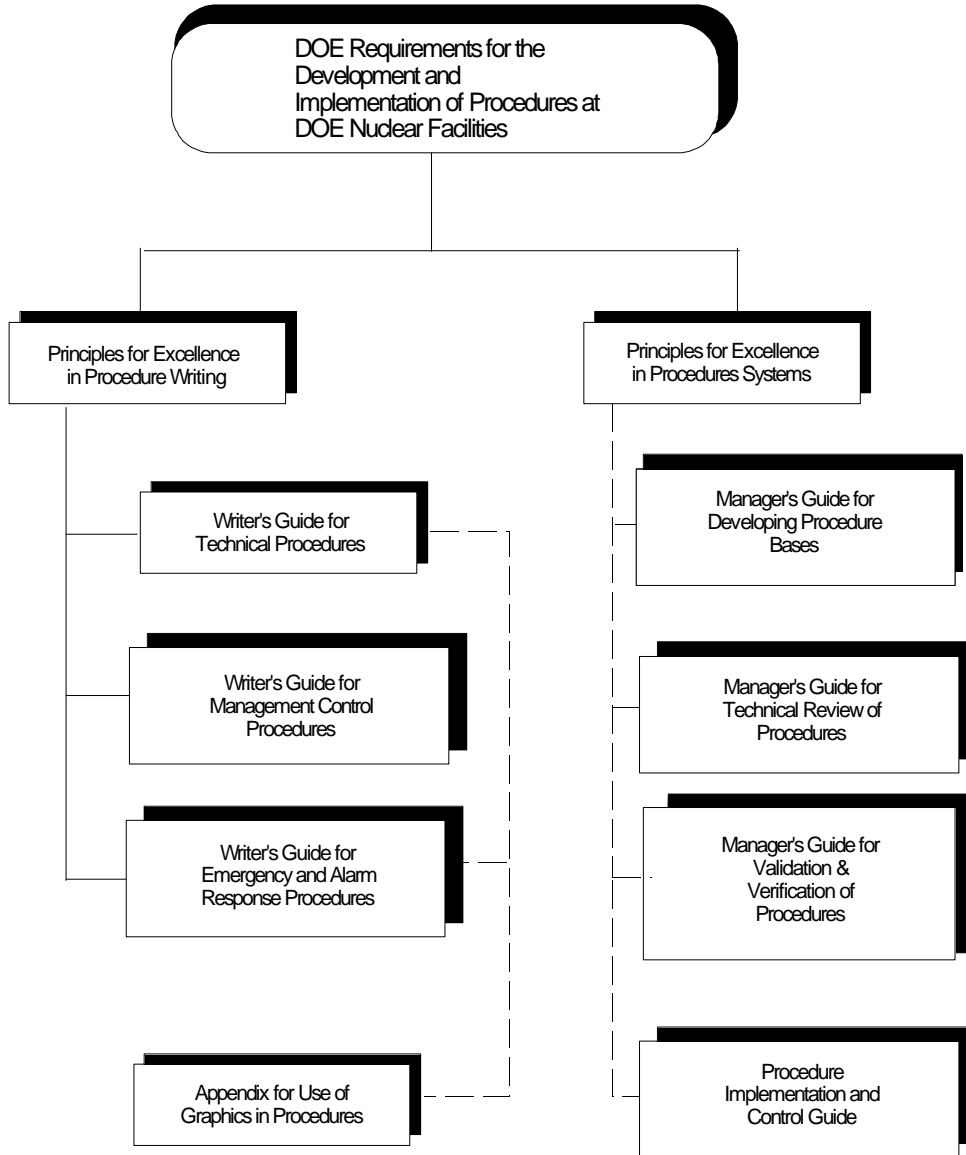 DOE Requirements for the
Development and
Implementation of Procedures at
DOE Nuclear Facilities
Principles for Excellence
in Procedure Writing
Principles for Excellence
in Procedures Systems
Writer's Guide for
Technical Procedures
Manager's Guide for
Developing Procedure
Bases
Writer's Guide for
Management Control
Procedures
Manager's Guide for
Technical Review of
Procedures
Writer's Guide for
Emergency and Alarm
Response Procedures
Manager's Guide for
Validation &
Verification of
Procedures
Appendix for Use of
Graphics in Procedures
Procedure
Implementation and
Control Guide